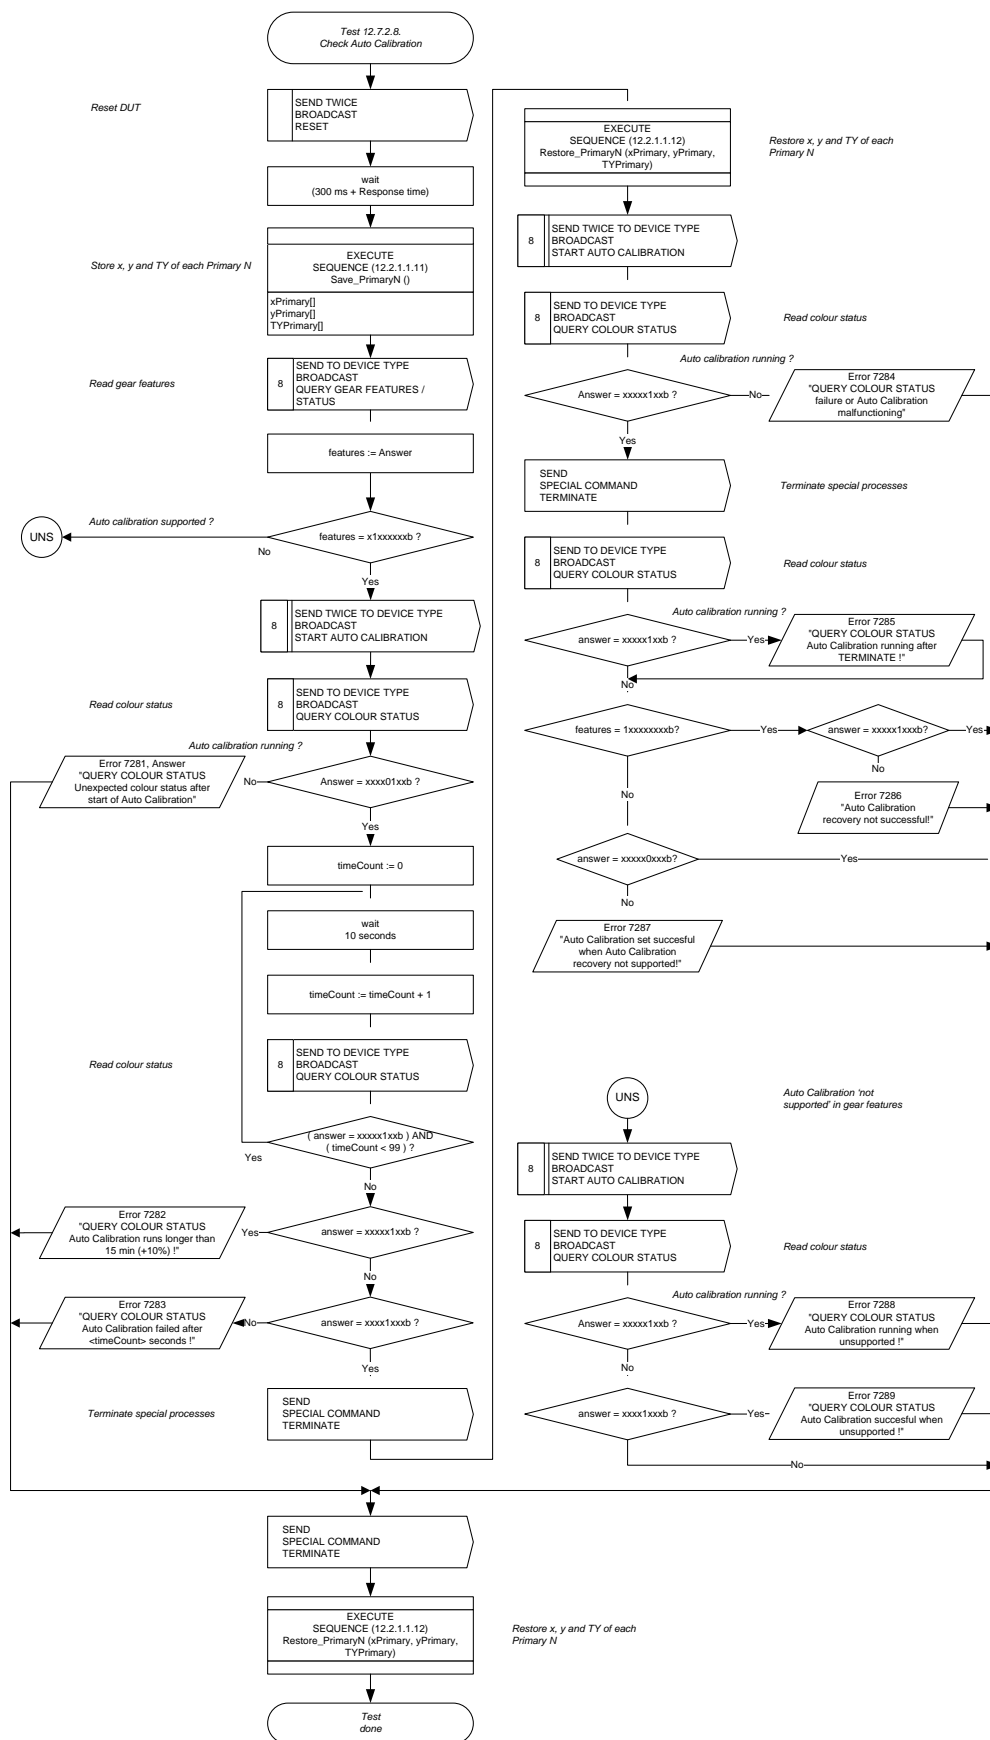 Test 12.7.2.8.
Check Auto Calibration
Reset DUT
SEND TWICE
BROADCAST
RESET
wait
(300 ms + Response time)
Store x, y and TY of each Primary N
EXECUTE
SEQUENCE (12.2.1.1.11)
Save_PrimaryN ()
xPrimary[]
yPrimary[]
TYPrimary[]
Read gear features
8
SEND TO DEVICE TYPE
BROADCAST
QUERY GEAR FEATURES /
STATUS
features := Answer
Auto calibration supported ?
UNS
No
features = x1xxxxxxb ?
Yes
8
SEND TWICE TO DEVICE TYPE
BROADCAST
START AUTO CALIBRATION
Read colour status
8
SEND TO DEVICE TYPE
BROADCAST
QUERY COLOUR STATUS
Auto calibration running ?
Error 7281, Answer
"QUERY COLOUR STATUS
Unexpected colour status after
start of Auto Calibration"
No
Answer = xxxx01xxb ?
Yes
timeCount := 0
wait
10 seconds
timeCount := timeCount + 1
Read colour status
8
SEND TO DEVICE TYPE
BROADCAST
QUERY COLOUR STATUS
( answer = xxxxx1xxb ) AND
( timeCount < 99 ) ?
Yes
No
Error 7282
"QUERY COLOUR STATUS
Auto Calibration runs longer than
15 min (+10%) !"
Yes
answer = xxxxx1xxb ?
No
Error 7283
"QUERY COLOUR STATUS
Auto Calibration failed after
<timeCount> seconds !"
No
answer = xxxx1xxxb ?
Yes
Terminate special processes
SEND
SPECIAL COMMAND
TERMINATE
SEND
SPECIAL COMMAND
TERMINATE
EXECUTE
SEQUENCE (12.2.1.1.12)
Restore_PrimaryN (xPrimary, yPrimary,
TYPrimary)
Restore x, y and TY of each
Primary N
Test
done
EXECUTE
SEQUENCE (12.2.1.1.12)
Restore_PrimaryN (xPrimary, yPrimary,
TYPrimary)
Restore x, y and TY of each
Primary N
8
SEND TWICE TO DEVICE TYPE
BROADCAST
START AUTO CALIBRATION
8
SEND TO DEVICE TYPE
BROADCAST
QUERY COLOUR STATUS
Read colour status
Auto calibration running ?
Answer = xxxxx1xxb ?
No
Error 7284
"QUERY COLOUR STATUS
failure or Auto Calibration
malfunctioning"
Yes
SEND
SPECIAL COMMAND
TERMINATE
Terminate special processes
8
SEND TO DEVICE TYPE
BROADCAST
QUERY COLOUR STATUS
Read colour status
Auto calibration running ?
answer = xxxxx1xxb ?
Yes
Error 7285
"QUERY COLOUR STATUS
Auto Calibration running after
TERMINATE !"
No
features = 1xxxxxxxxb?
Yes
answer = xxxxx1xxxb?
Yes
No
Error 7286
"Auto Calibration
recovery not successful!"
No
answer = xxxxx0xxxb?
Yes
No
Error 7287
"Auto Calibration set succesful
when Auto Calibration
recovery not supported!"
UNS
Auto Calibration 'not
supported' in gear features
8
SEND TWICE TO DEVICE TYPE
BROADCAST
START AUTO CALIBRATION
8
SEND TO DEVICE TYPE
BROADCAST
QUERY COLOUR STATUS
Read colour status
Auto calibration running ?
Answer = xxxxx1xxb ?
Yes
Error 7288
"QUERY COLOUR STATUS
Auto Calibration running when
unsupported !"
No
answer = xxxx1xxxb ?
Yes
Error 7289
"QUERY COLOUR STATUS
Auto Calibration succesful when
unsupported !"
No